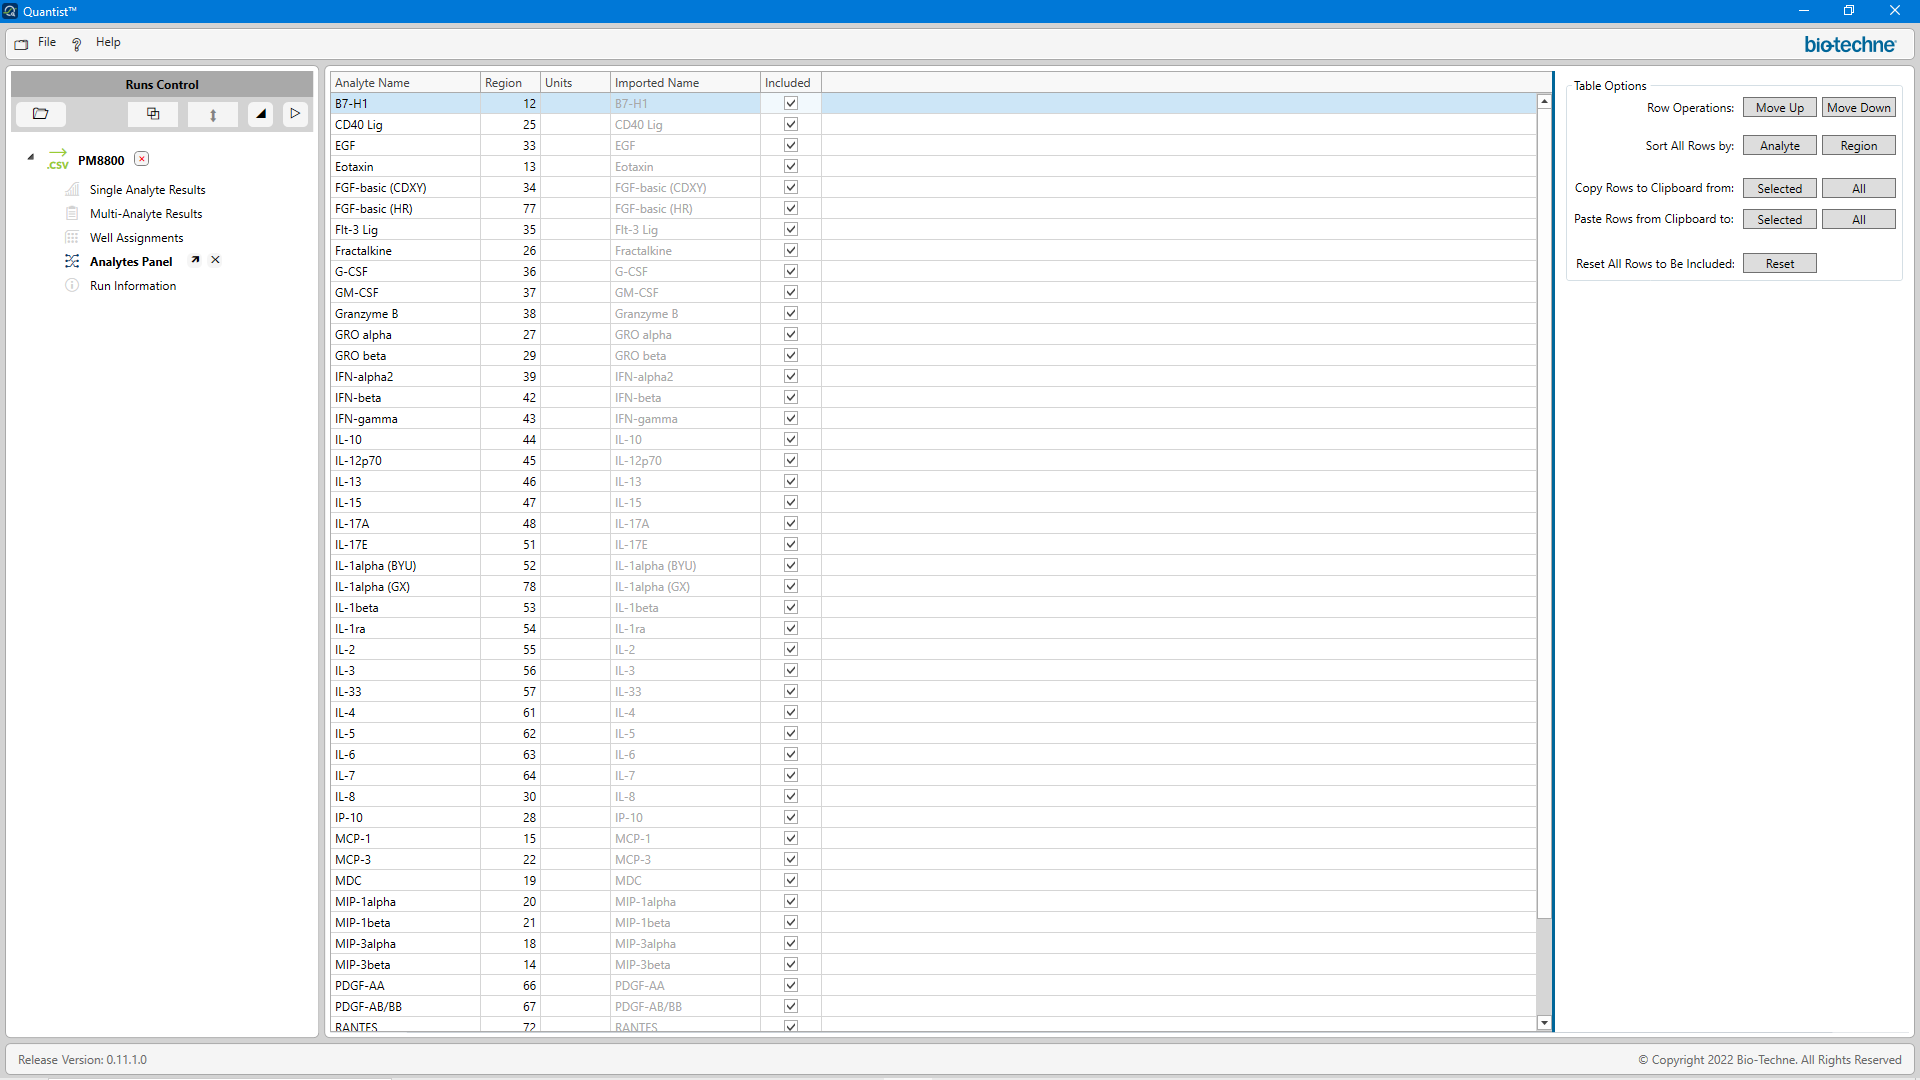 Quantist™
File Help
bio-techne
Runs Control
.CSV PM8800
Single Analyte Results
Multi-Analyte Results
Well Assignments
Analytes Panel
Run Information
Analyte Name Region Units Imported Name Included
B7-H1 12 B7-H1
CD40 Lig 25 CD40 Lig
EGF 33 EGF
Eotaxin 13 Eotaxin
FGF-basic (CDXY) 34 FGF-basic (CDXY)
FGF-basic (HR) 77 FGF-basic (HR)
Flt-3 Lig 35 Flt-3 Lig
Fractalkine 26 Fractalkine
G-CSF 36 G-CSF
GM-CSF 37 GM-CSF
Granzyme B 38 Granzyme B
GRO alpha 27 GRO alpha
GRO beta 29 GRO beta
IFN-alpha2 39 IFN-alpha2
IFN-beta 42 IFN-beta
IFN-gamma 43 IFN-gamma
IL-10 44 IL-10
IL-12p70 45 IL-12p70
IL-13 46 IL-13
IL-15 47 IL-15
IL-17A 48 IL-17A
IL-17E 51 IL-17E
IL-1alpha (BYU) 52 IL-1alpha (BYU)
IL-1alpha (GX) 78 IL-1alpha (GX)
IL-1beta 53 IL-1beta
IL-1ra 54 IL-1ra
IL-2 55 IL-2
IL-3 56 IL-3
IL-33 57 IL-33
IL-4 61 IL-4
IL-5 62 IL-5
IL-6 63 IL-6
IL-7 64 IL-7
IL-8 30 IL-8
IP-10 28 IP-10
MCP-1 15 MCP-1
MCP-3 22 MCP-3
MDC 19 MDC
MIP-1alpha 20 MIP-1alpha
MIP-1beta 21 MIP-1beta
MIP-3alpha 18 MIP-3alpha
MIP-3beta 14 MIP-3beta
PDGF-AA 66 PDGF-AA
PDGF-AB/BB 67 PDGF-AB/BB
RANTES 72 RANTES
Table Options
Row Operations: Move Up Move Down
Sort All Rows by: Analyte Region
Copy Rows to Clipboard from: Selected All
Paste Rows from Clipboard to: Selected All
Reset All Rows to Be Included: Reset
Release Version: 0.11.1.0
© Copyright 2022 Bio-Techne. All Rights Reserved